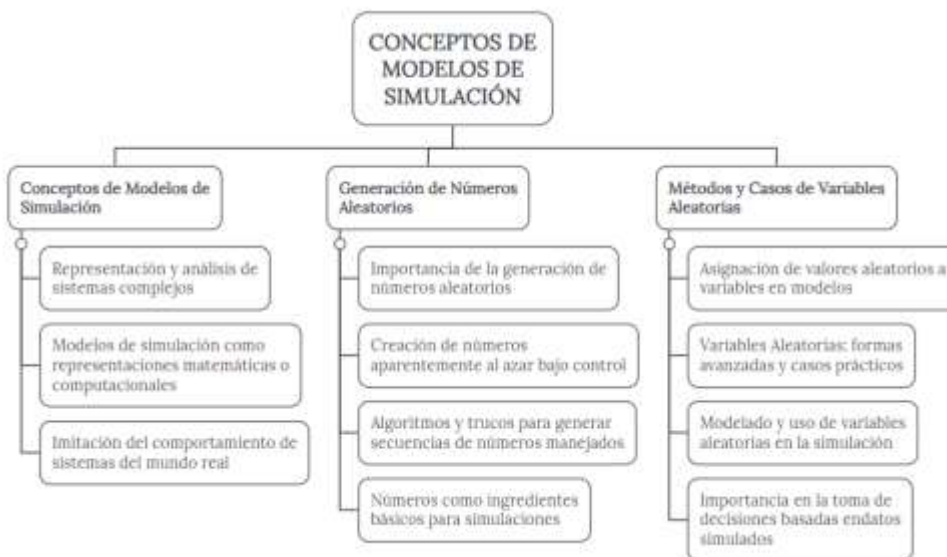 CONCEPTOS DE
MODELOS DE
SIMULACIÓN
Conceptos de Modelos de
Simulación
Representación y análisis de
sistemas complejos
Modelos de simulación como
representaciones matemáticas o
computacionales
Imitación del comportamiento de
sistemas del mundo real
Generación de Números
Aleatorios
Importancia de la generación de
números aleatorios
Creación de números
aparentemente al azar bajo control
Algoritmos y trucos para generar
secuencias de números manejados
Números como ingredientes
básicos para simulaciones
Métodos y Casos de Variables
Aleatorias
Asignación de valores aleatorios a
variables en modelos
Variables Aleatorias: formas
avanzadas y casos prácticos
Modelado y uso de variables
aleatorias en la simulación
Importancia en la toma de
decisiones basadas endatos
simulados